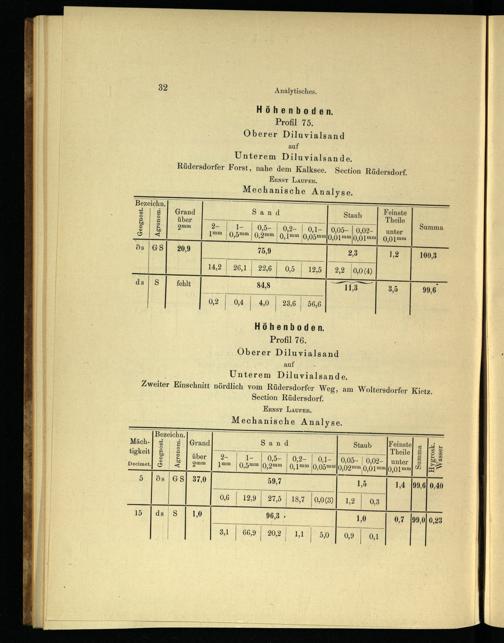 32
Analytisches.
Höhenboden.
Profil 75.
Oberer Diluvialsand
auf
Unterem Diluvialsande.
Rüdersdorfer Forst, nahe dem Kalksee. Section Rüdersdorf.
Ernst Laufer.
Mechanische Analyse.
Bezeichn. Grand über 2mm Sand Staub Feinste Theile unter 0,01mm Summa
Geognost. Agronom. 2–1mm 1–0,5mm 0,5–0,2mm 0,2–0,1mm 0,1–0,05mm 0,05–0,01mm 0,02–0,01mm
∂s GS 20,9 75,9 2,3 1,2 100,3
14,2 26,1 22,6 0,5 12,5 2,2 0,0(4)
ds S fehlt 84,8 11,3 3,5 99,6
0,2 0,4 4,0 23,6 56,6
Höhenboden.
Profil 76.
Oberer Diluvialsand
auf
Unterem Diluvialsande.
Zweiter Einschnitt nördlich vom Rüdersdorfer Weg, am Woltersdorfer Kietz.
Section Rüdersdorf.
Ernst Laufer.
Mechanische Analyse.
Mächtigkeit Decimet. Bezeichn. Grand über 2mm Sand Staub Feinste Theile unter 0,01mm Summa Hygrosk. Wasser
Geognost. Agronom. 2–1mm 1–0,5mm 0,5–0,2mm 0,2–0,1mm 0,1–0,05mm 0,05–0,02mm 0,02–0,01mm
5 ∂s GS 37,0 59,7 1,5 1,4 99,6 0,40
0,6 12,9 27,5 18,7 0,0(3) 1,2 0,3
15 ds S 1,0 96,3 1,0 0,7 99,0 0,23
3,1 66,9 20,2 1,1 5,0 0,9 0,1